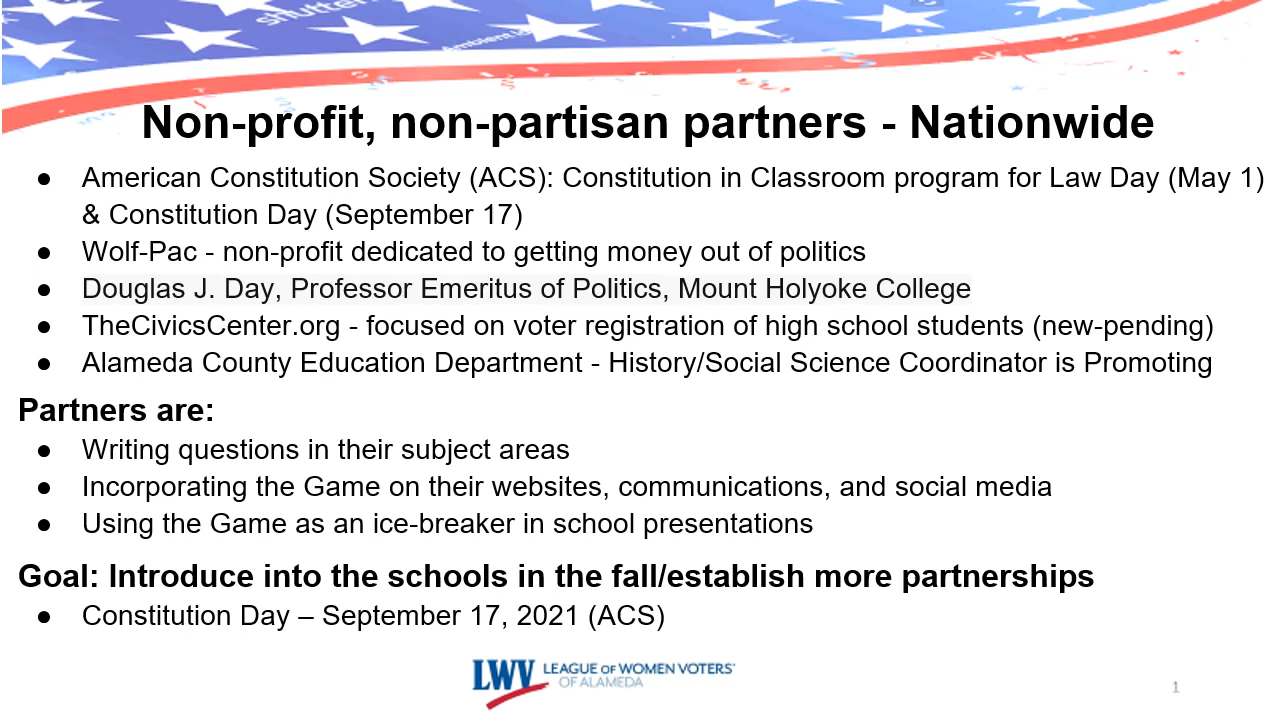 shutter
Non-profit, non-partisan partners - Nationwide
● American Constitution Society (ACS): Constitution in Classroom program for Law Day (May 1)
& Constitution Day (September 17)
● Wolf-Pac - non-profit dedicated to getting money out of politics
● Douglas J. Day, Professor Emeritus of Politics, Mount Holyoke College
● TheCivicsCenter.org - focused on voter registration of high school students (new-pending)
● Alameda County Education Department - History/Social Science Coordinator is Promoting
Partners are:
● Writing questions in their subject areas
● Incorporating the Game on their websites, communications, and social media
● Using the Game as an ice-breaker in school presentations
Goal: Introduce into the schools in the fall/establish more partnerships
● Constitution Day – September 17, 2021 (ACS)
LWV LEAGUE OF WOMEN VOTERS®
OF ALAMEDA
1